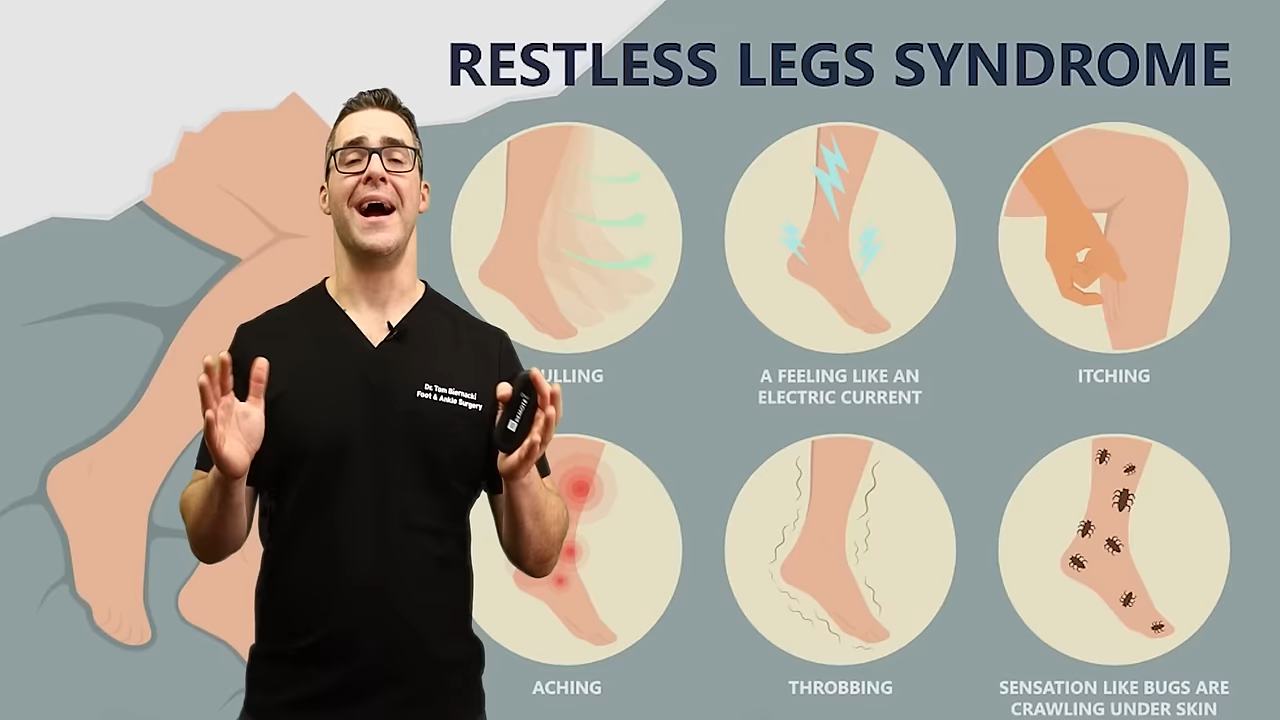 RESTLESS LEGS SYNDROME
ULLING
A FEELING LIKE AN
ELECTRIC CURRENT
ITCHING
Dr. Tom Biernacki
Foot & Ankle Surgery
REMOTE
ACHING
THROBBING
SENSATION LIKE BUGS ARE
CRAWLING UNDER SKIN